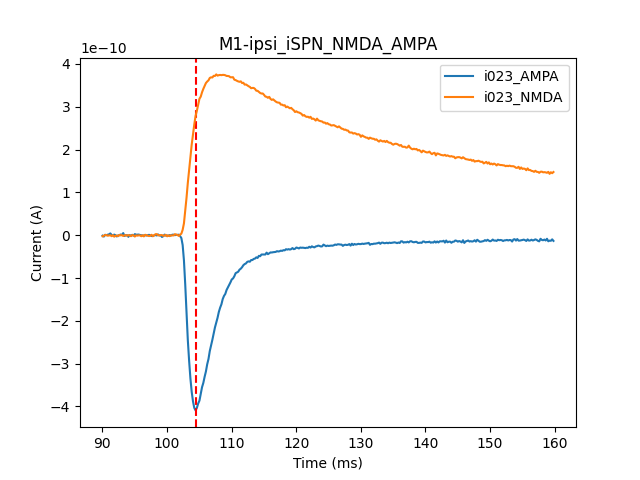 M1-ipsi_iSPN_NMDA_AMPA
1e−10
i023_AMPA
i023_NMDA
4
3
2
1
0
−1
−2
−3
−4
Current (A)
90 100 110 120 130 140 150 160
Time (ms)